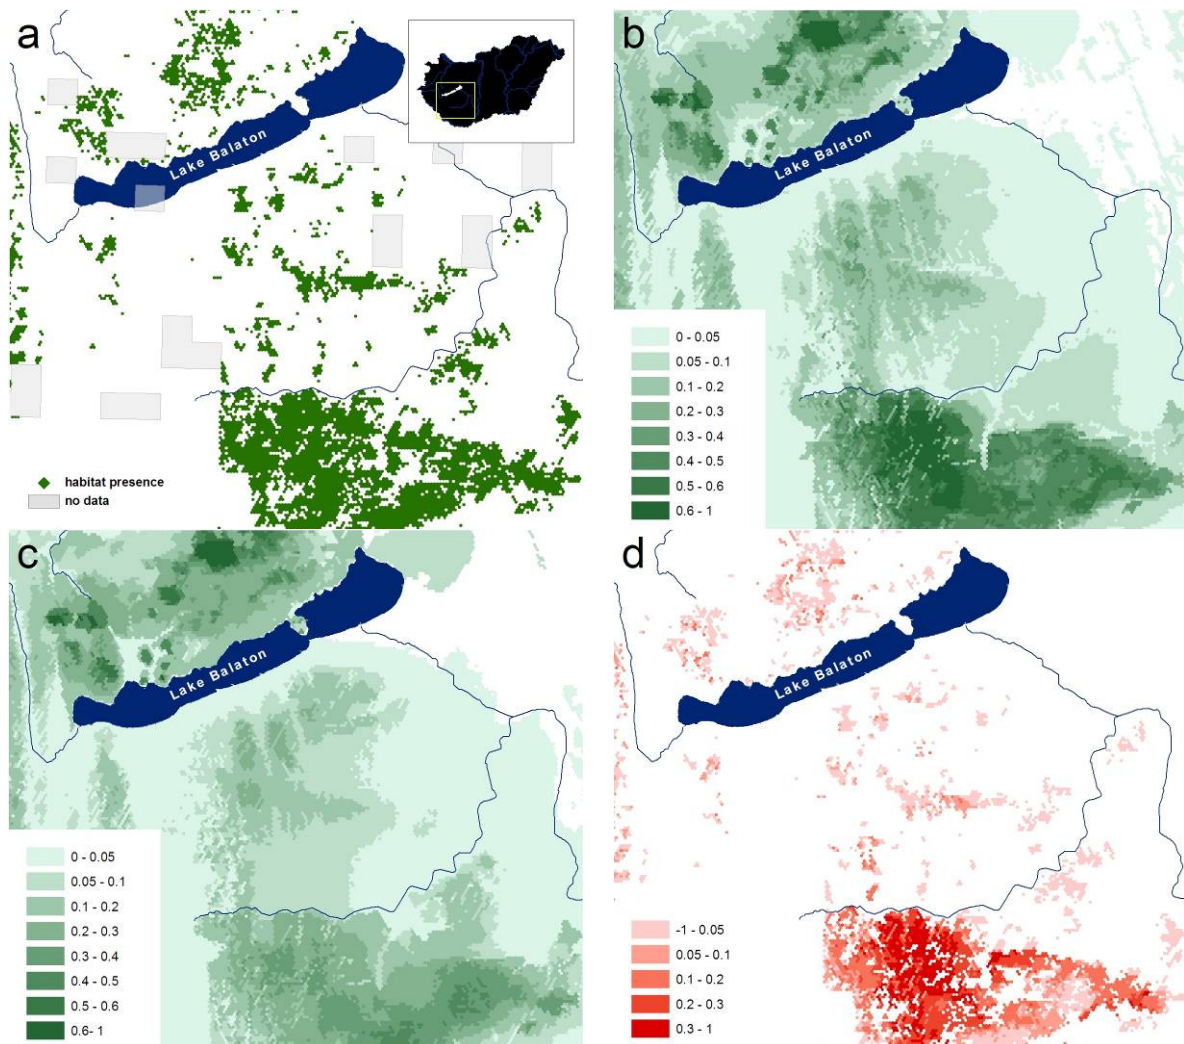 a
Lake Balaton
habitat presence
no data
b
Lake Balaton
0 - 0.05
0.05 - 0.1
0.1 - 0.2
0.2 - 0.3
0.3 - 0.4
0.4 - 0.5
0.5 - 0.6
0.6 - 1
c
Lake Balaton
0 - 0.05
0.05 - 0.1
0.1 - 0.2
0.2 - 0.3
0.3 - 0.4
0.4 - 0.5
0.5 - 0.6
0.6- 1
d
Lake Balaton
-1 - 0.05
0.05 - 0.1
0.1 - 0.2
0.2 - 0.3
0.3 - 1